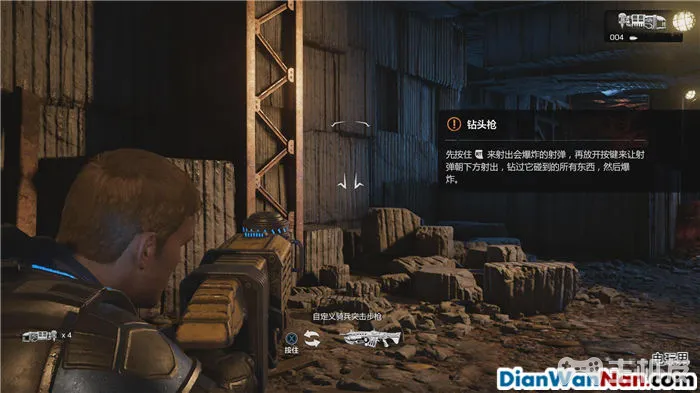 004
钻头枪
先按住 来射出会爆炸的射弹，再放开按键来让射
弹朝下方射出，钻过它碰到的所有东西，然后爆
炸。
自定义骑兵突击步枪
X
按住
x 4
电玩男
DianWanNan.com